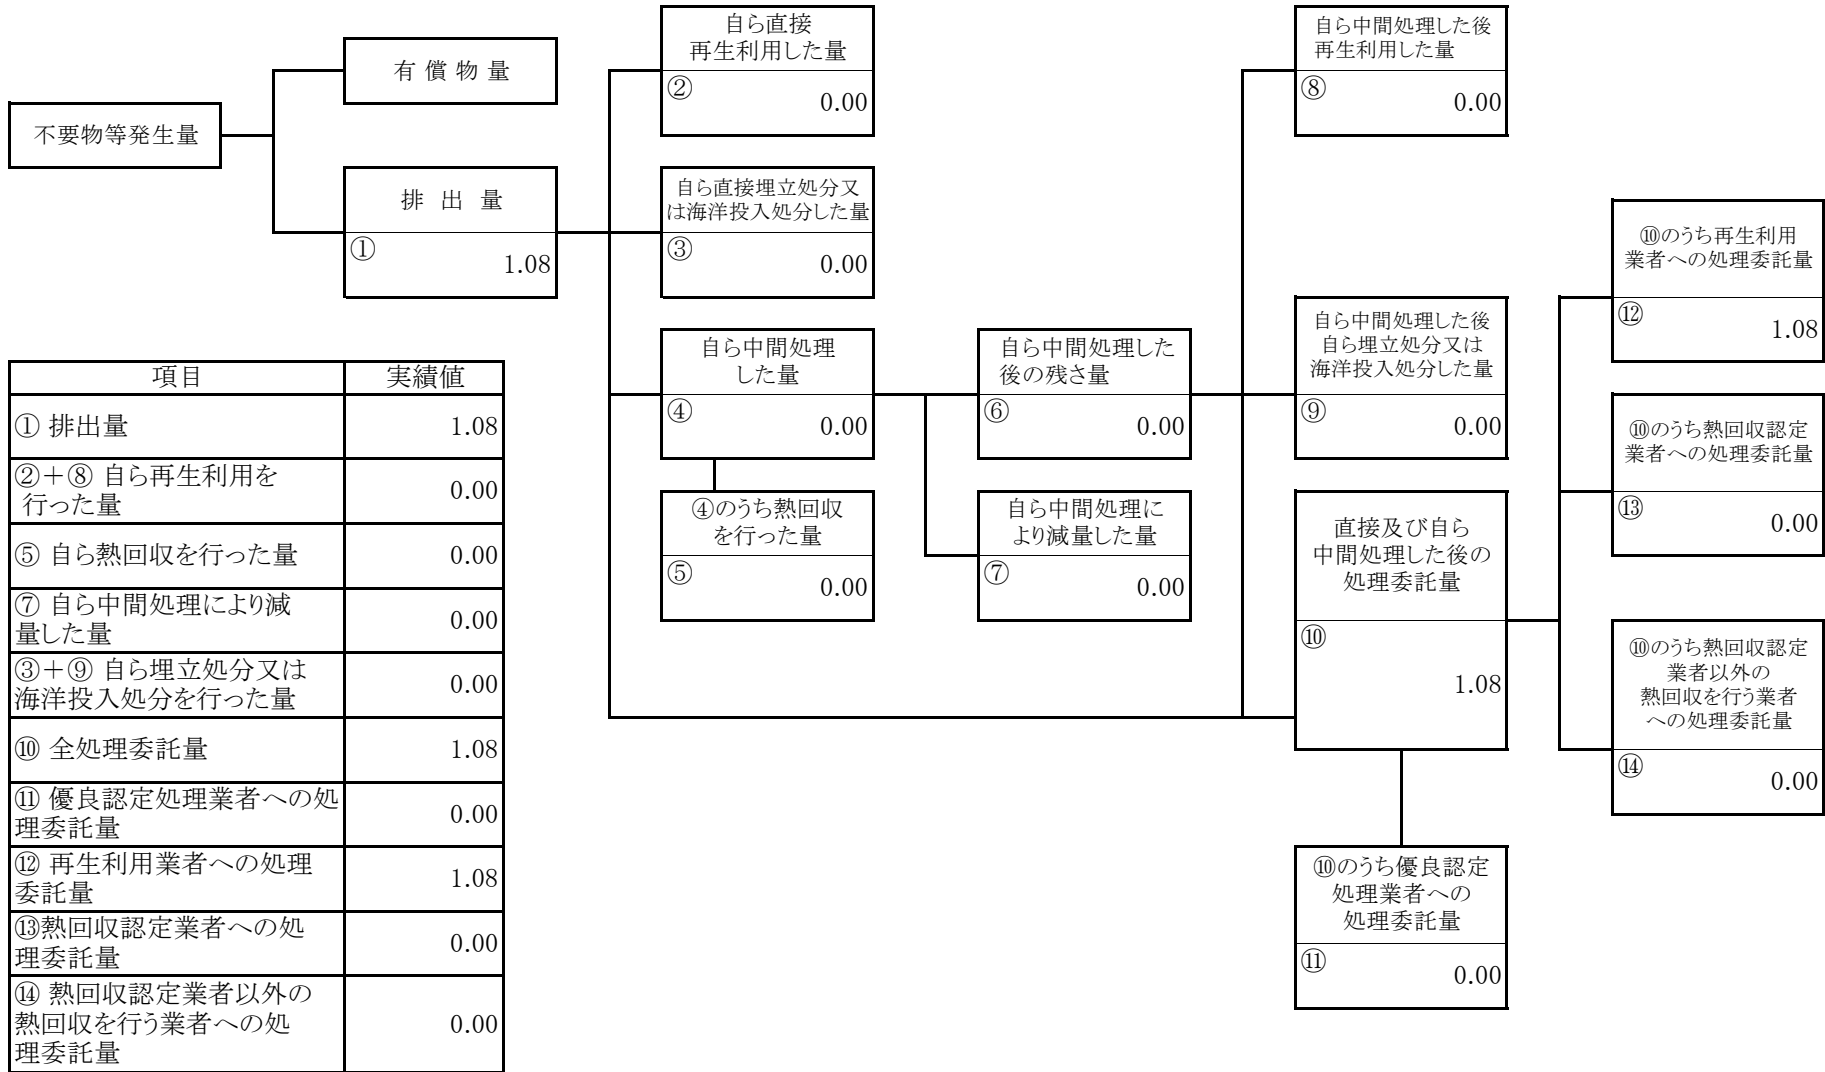 不要物等発生量
有 償 物 量
排 出 量
①
1.08
自ら直接
再生利用した量
②
0.00
自ら直接埋立処分又
は海洋投入処分した量
③
0.00
自ら中間処理
した量
④
0.00
④のうち熱回収
を行った量
⑤
0.00
自ら中間処理した
後の残さ量
⑥
0.00
自ら中間処理に
より減量した量
⑦
0.00
自ら中間処理した後
再生利用した量
⑧
0.00
自ら中間処理した後
自ら埋立処分又は
海洋投入処分した量
⑨
0.00
直接及び自ら
中間処理した後の
処理委託量
⑩
1.08
⑩のうち優良認定
処理業者への
処理委託量
⑪
0.00
⑩のうち再生利用
業者への処理委託量
⑫
1.08
⑩のうち熱回収認定
業者への処理委託量
⑬
0.00
⑩のうち熱回収認定
業者以外の
熱回収を行う業者
への処理委託量
⑭
0.00
項目 実績値
① 排出量 1.08
②＋⑧ 自ら再生利用を
行った量 0.00
⑤ 自ら熱回収を行った量 0.00
⑦ 自ら中間処理により減
量した量 0.00
③＋⑨ 自ら埋立処分又は
海洋投入処分を行った量 0.00
⑩ 全処理委託量 1.08
⑪ 優良認定処理業者への処
理委託量 0.00
⑫ 再生利用業者への処理
委託量 1.08
⑬熱回収認定業者への処
理委託量 0.00
⑭ 熱回収認定業者以外の
熱回収を行う業者への処
理委託量 0.00